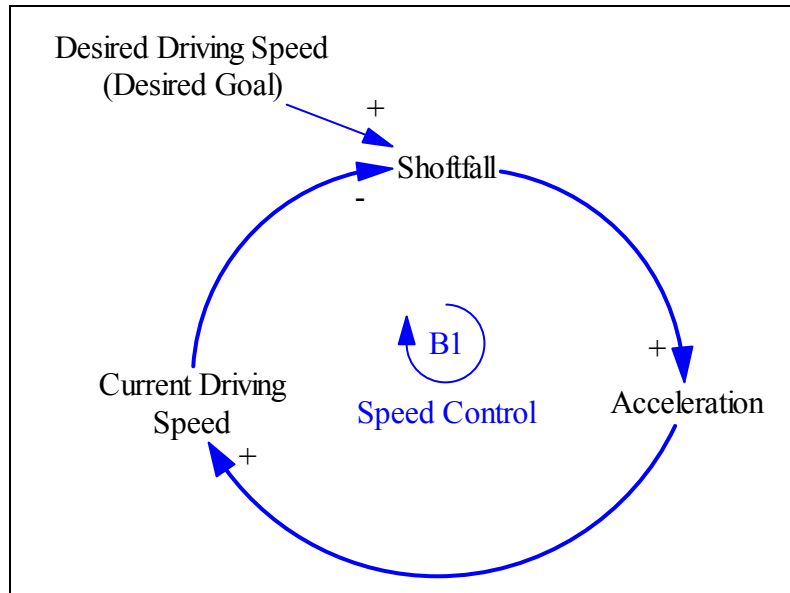 Desired Driving Speed
(Desired Goal)
+
Shoftfall
-
+
B1
Current Driving
Speed
Speed Control
Acceleration
+